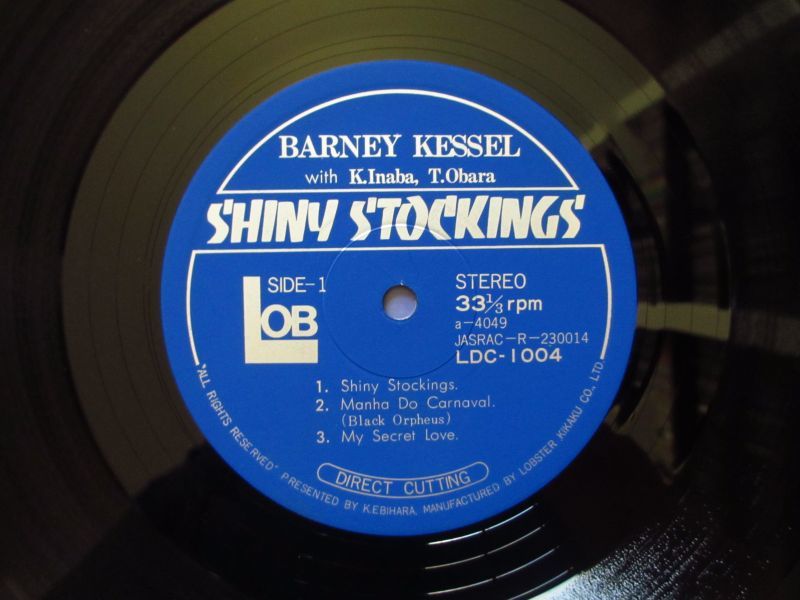 BARNEY KESSEL
with K.Inaba, T.Obara
SHINY STOCKINGS
LOB
SIDE-1
STEREO
33⅓ rpm
a-4049
JASRAC-R-230014
LDC-1004
1. Shiny Stockings.
2. Manha Do Carnaval.
(Black Orpheus)
3. My Secret Love.
DIRECT CUTTING
"ALL RIGHTS RESERVED" PRESENTED BY K.EBIHARA. MANUFACTURED BY LOBSTER KIKAKU CO., LTD.